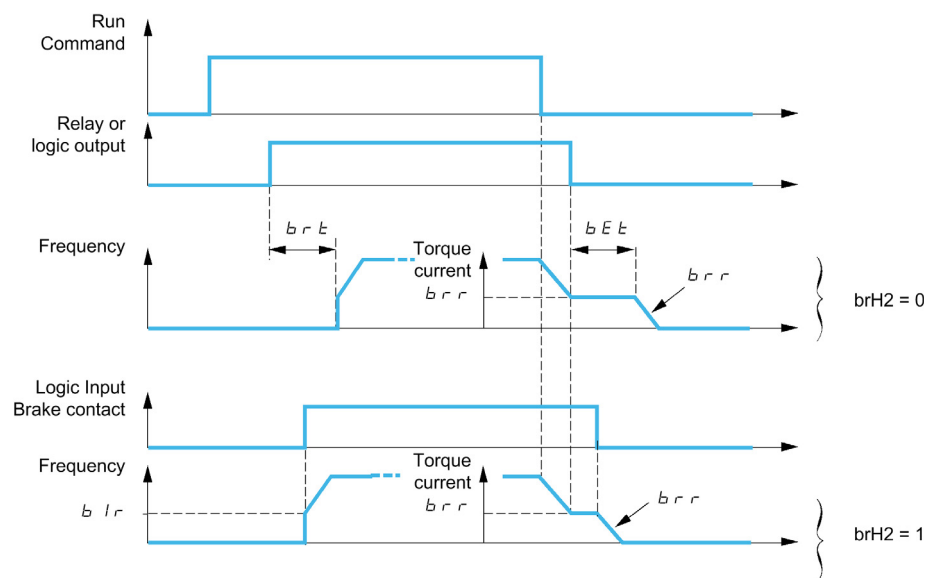 Run
Command
Relay or
logic output
brt
bEt
Frequency
Torque
current
brr
brr
brH2 = 0
Logic Input
Brake contact
Frequency
Torque
current
bIr
brr
brr
brH2 = 1